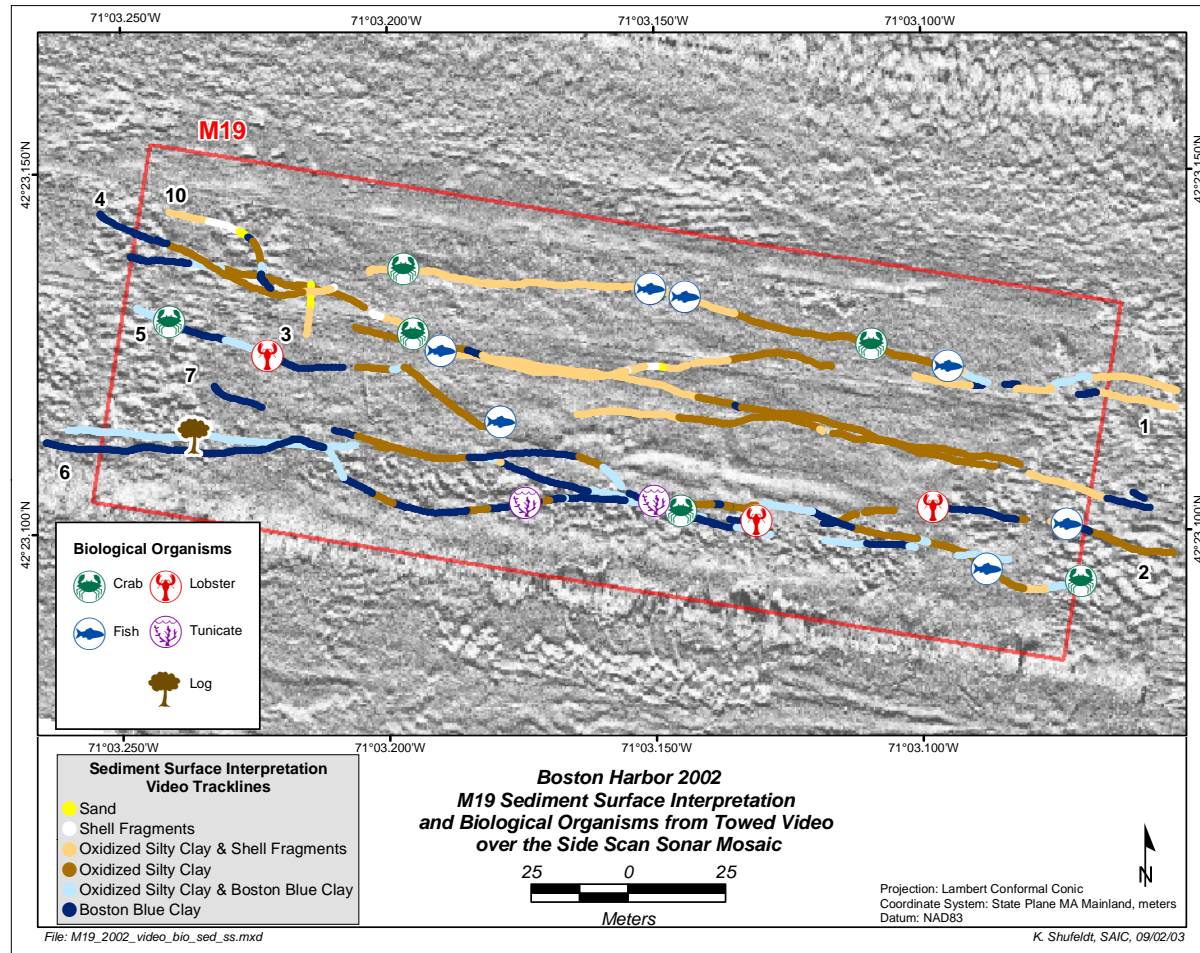 71°03.250'W
71°03.200'W
71°03.150'W
71°03.100'W
42°23.150'N
42°23.150'N
M19
4
10
5
3
7
6
1
2
42°23.100'N
42°23.100'N
Biological Organisms
Crab
Lobster
Fish
Tunicate
Log
71°03.250'W
71°03.200'W
71°03.150'W
71°03.100'W
Sediment Surface Interpretation
Video Tracklines
Sand
Shell Fragments
Oxidized Silty Clay & Shell Fragments
Oxidized Silty Clay
Oxidized Silty Clay & Boston Blue Clay
Boston Blue Clay
Boston Harbor 2002
M19 Sediment Surface Interpretation
and Biological Organisms from Towed Video
over the Side Scan Sonar Mosaic
25 0 25
Meters
N
Projection: Lambert Conformal Conic
Coordinate System: State Plane MA Mainland, meters
Datum: NAD83
File: M19_2002_video_bio_sed_ss.mxd
K. Shufeldt, SAIC, 09/02/03